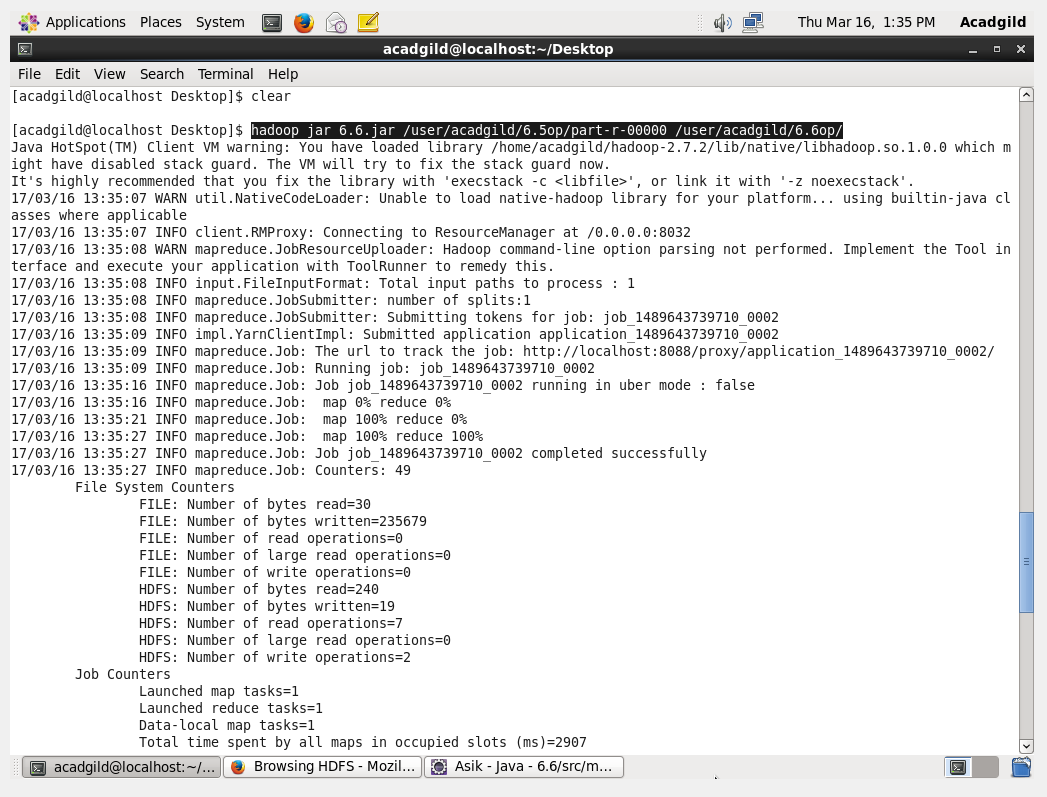 Applications Places System Thu Mar 16, 1:35 PM Acadgild
acadgild@localhost:~/Desktop
File Edit View Search Terminal Help
[acadgild@localhost Desktop]$ clear
[acadgild@localhost Desktop]$ hadoop jar 6.6.jar /user/acadgild/6.5op/part-r-00000 /user/acadgild/6.6op/
Java HotSpot(TM) Client VM warning: You have loaded library /home/acadgild/hadoop-2.7.2/lib/native/libhadoop.so.1.0.0 which m
ight have disabled stack guard. The VM will try to fix the stack guard now.
It's highly recommended that you fix the library with 'execstack -c <libfile>', or link it with '-z noexecstack'.
17/03/16 13:35:07 WARN util.NativeCodeLoader: Unable to load native-hadoop library for your platform... using builtin-java cl
asses where applicable
17/03/16 13:35:07 INFO client.RMProxy: Connecting to ResourceManager at /0.0.0.0:8032
17/03/16 13:35:08 WARN mapreduce.JobResourceUploader: Hadoop command-line option parsing not performed. Implement the Tool in
terface and execute your application with ToolRunner to remedy this.
17/03/16 13:35:08 INFO input.FileInputFormat: Total input paths to process : 1
17/03/16 13:35:08 INFO mapreduce.JobSubmitter: number of splits:1
17/03/16 13:35:08 INFO mapreduce.JobSubmitter: Submitting tokens for job: job_1489643739710_0002
17/03/16 13:35:09 INFO impl.YarnClientImpl: Submitted application application_1489643739710_0002
17/03/16 13:35:09 INFO mapreduce.Job: The url to track the job: http://localhost:8088/proxy/application_1489643739710_0002/
17/03/16 13:35:09 INFO mapreduce.Job: Running job: job_1489643739710_0002
17/03/16 13:35:16 INFO mapreduce.Job: Job job_1489643739710_0002 running in uber mode : false
17/03/16 13:35:16 INFO mapreduce.Job:  map 0% reduce 0%
17/03/16 13:35:21 INFO mapreduce.Job:  map 100% reduce 0%
17/03/16 13:35:27 INFO mapreduce.Job:  map 100% reduce 100%
17/03/16 13:35:27 INFO mapreduce.Job: Job job_1489643739710_0002 completed successfully
17/03/16 13:35:27 INFO mapreduce.Job: Counters: 49
File System Counters
FILE: Number of bytes read=30
FILE: Number of bytes written=235679
FILE: Number of read operations=0
FILE: Number of large read operations=0
FILE: Number of write operations=0
HDFS: Number of bytes read=240
HDFS: Number of bytes written=19
HDFS: Number of read operations=7
HDFS: Number of large read operations=0
HDFS: Number of write operations=2
Job Counters
Launched map tasks=1
Launched reduce tasks=1
Data-local map tasks=1
Total time spent by all maps in occupied slots (ms)=2907
acadgild@localhost:~/... Browsing HDFS - Mozil... Asik - Java - 6.6/src/m...